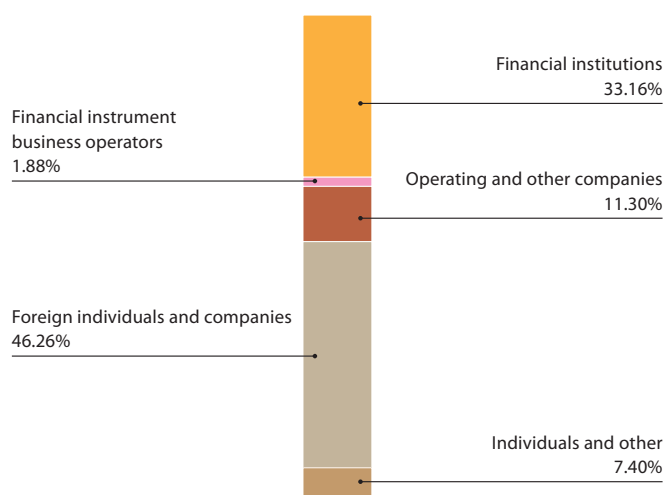 Financial institutions
33.16%
Financial instrument
business operators
1.88%
Operating and other companies
11.30%
Foreign individuals and companies
46.26%
Individuals and other
7.40%